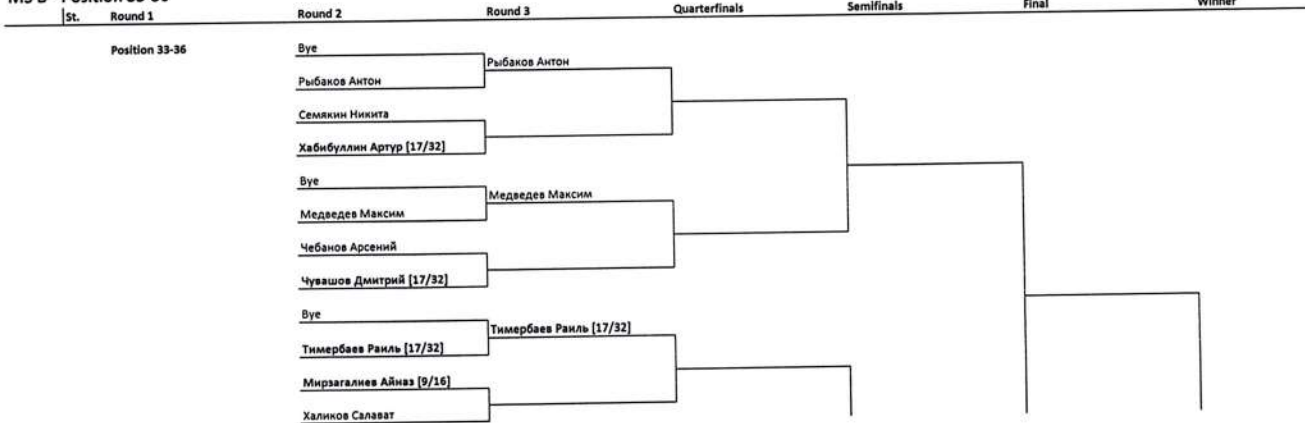 St. Round 1 Round 2 Round 3 Quarterfinals Semifinals Final Winner
Position 33-36
Bye
Рыбаков Антон
Рыбаков Антон
Семякин Никита
Хабибуллин Артур [17/32]
Bye
Медведев Максим
Медведев Максим
Чебанов Арсений
Чувашов Дмитрий [17/32]
Bye
Тимербаев Раиль [17/32]
Тимербаев Раиль [17/32]
Мирзагалиев Айназ [9/16]
Халиков Салават